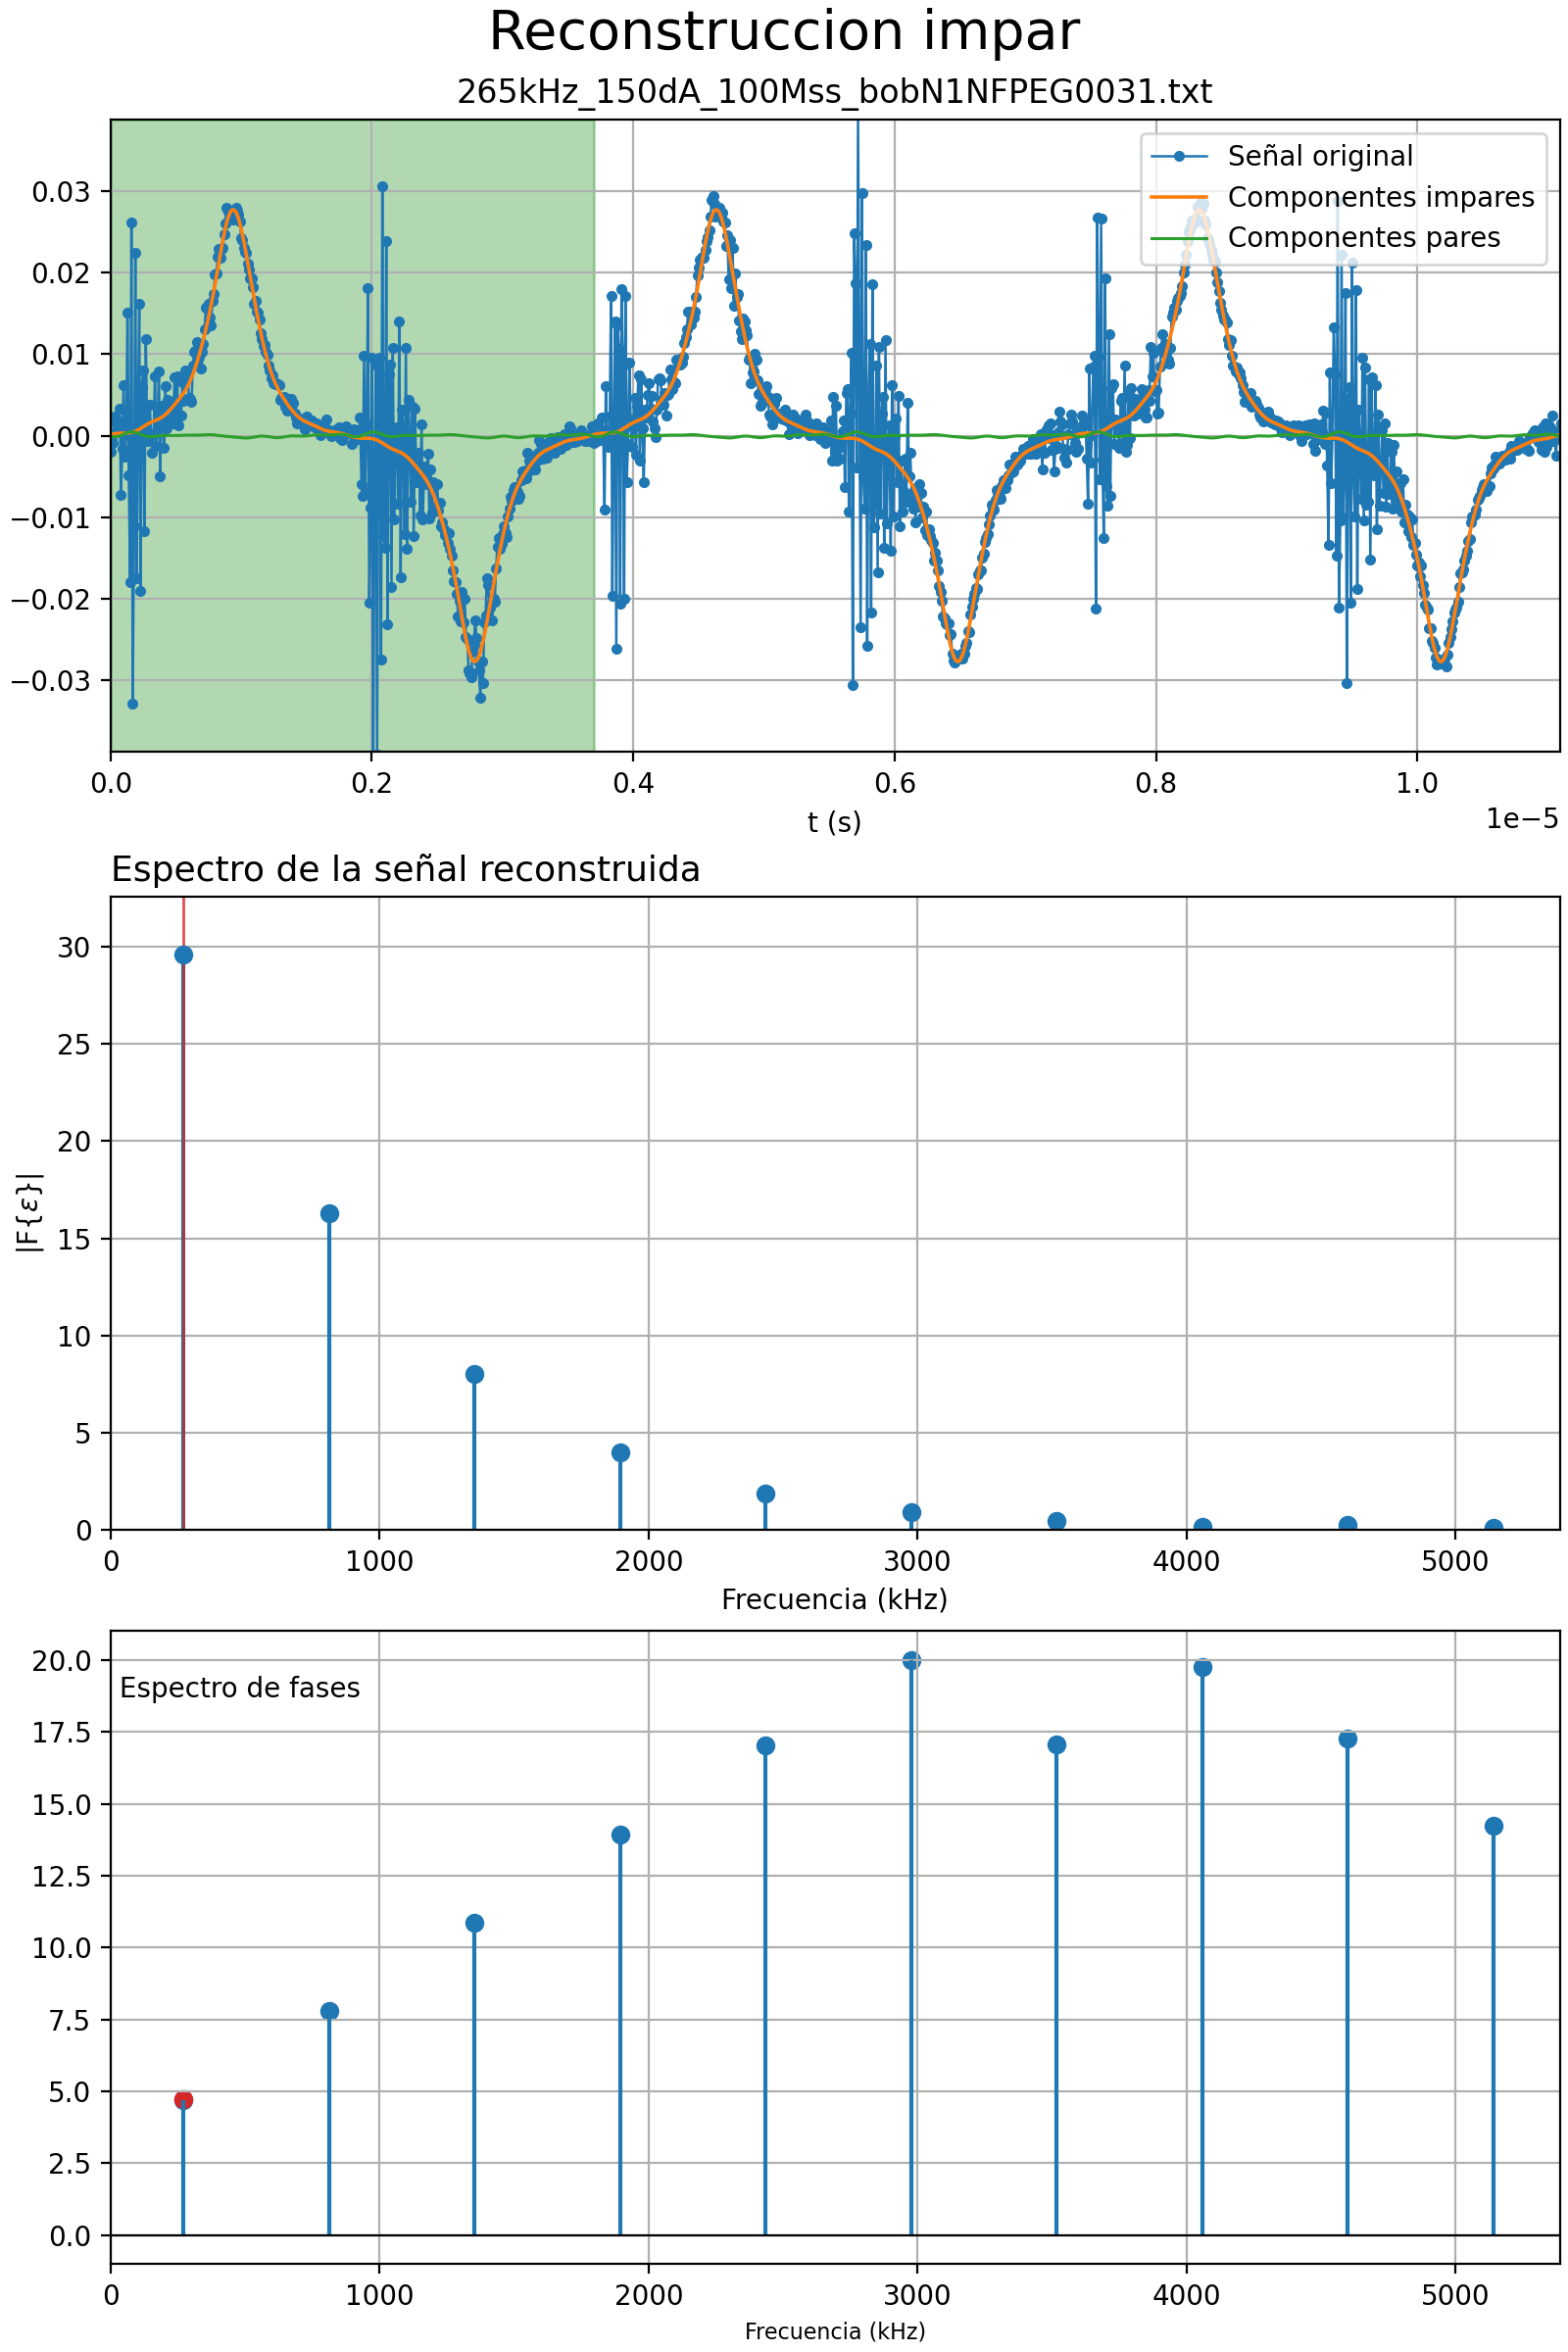 Reconstruccion impar
265kHz_150dA_100Mss_bobN1NFPEG0031.txt
Señal original
Componentes impares
Componentes pares
0.03
0.02
0.01
0.00
−0.01
−0.02
−0.03
0.0 0.2 0.4 0.6 0.8 1.0
1e−5
t (s)
Espectro de la señal reconstruida
30
25
20
15
10
5
0
|F{ε}|
0 1000 2000 3000 4000 5000
Frecuencia (kHz)
Espectro de fases
20.0
17.5
15.0
12.5
10.0
7.5
5.0
2.5
0.0
0 1000 2000 3000 4000 5000
Frecuencia (kHz)